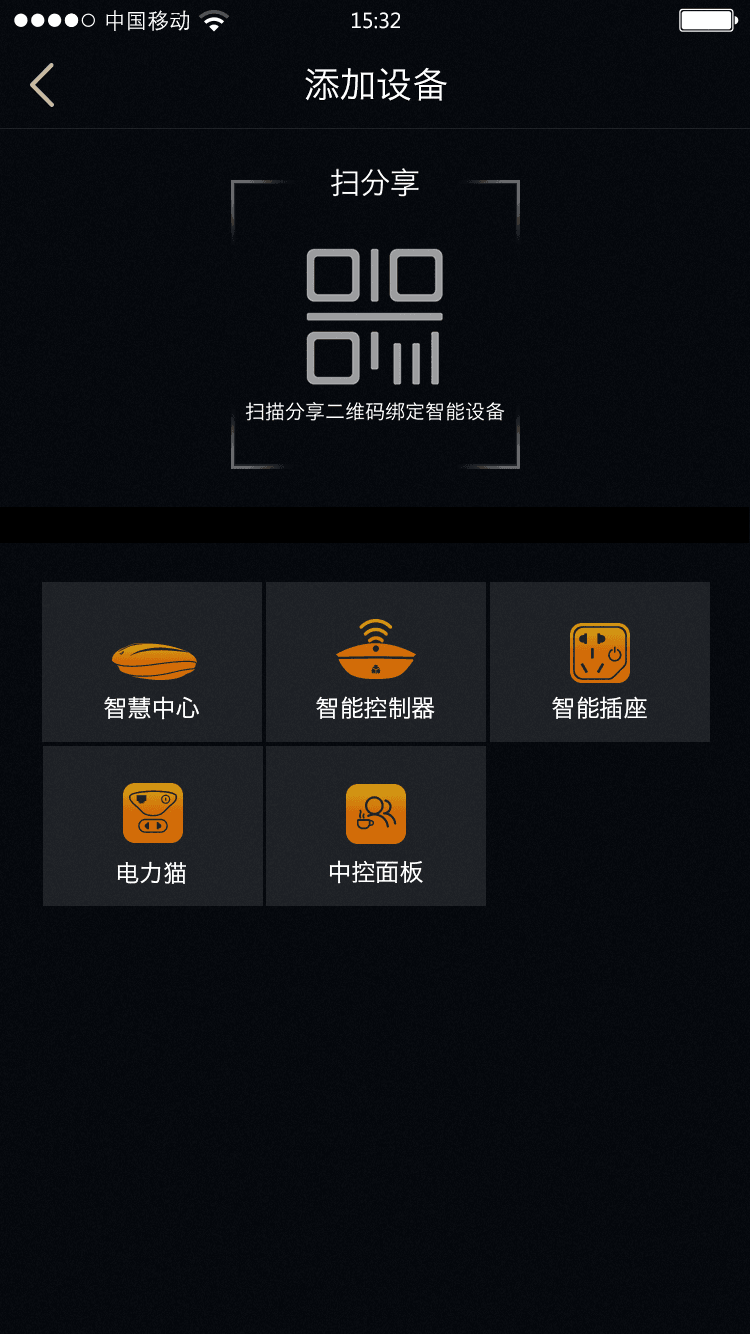 中国移动 15:32
添加设备
扫分享
扫描分享二维码绑定智能设备
智慧中心 智能控制器 智能插座
电力猫 中控面板